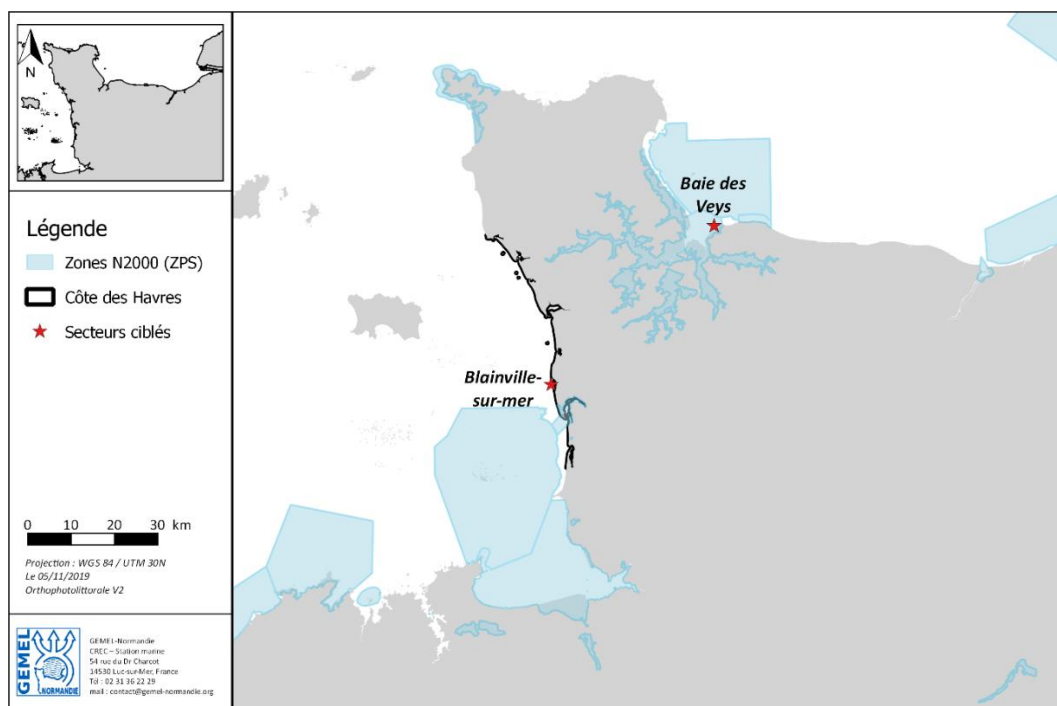 N
Légende
Zones N2000 (ZPS)
Côte des Havres
Secteurs ciblés
0 10 20 30 km
Projection : WGS 84 / UTM 30N
Le 05/11/2019
Orthophotolittorale V2
GEMEL
NORMANDIE
GEMEL-Normandie
CREC – Station marine
54 rue du Dr Charcot
14530 Luc-sur-Mer, France
Tél : 02 31 36 22 29
mail : contact@gemel-normandie.org
Baie des
Veys
Blainville-
sur-mer